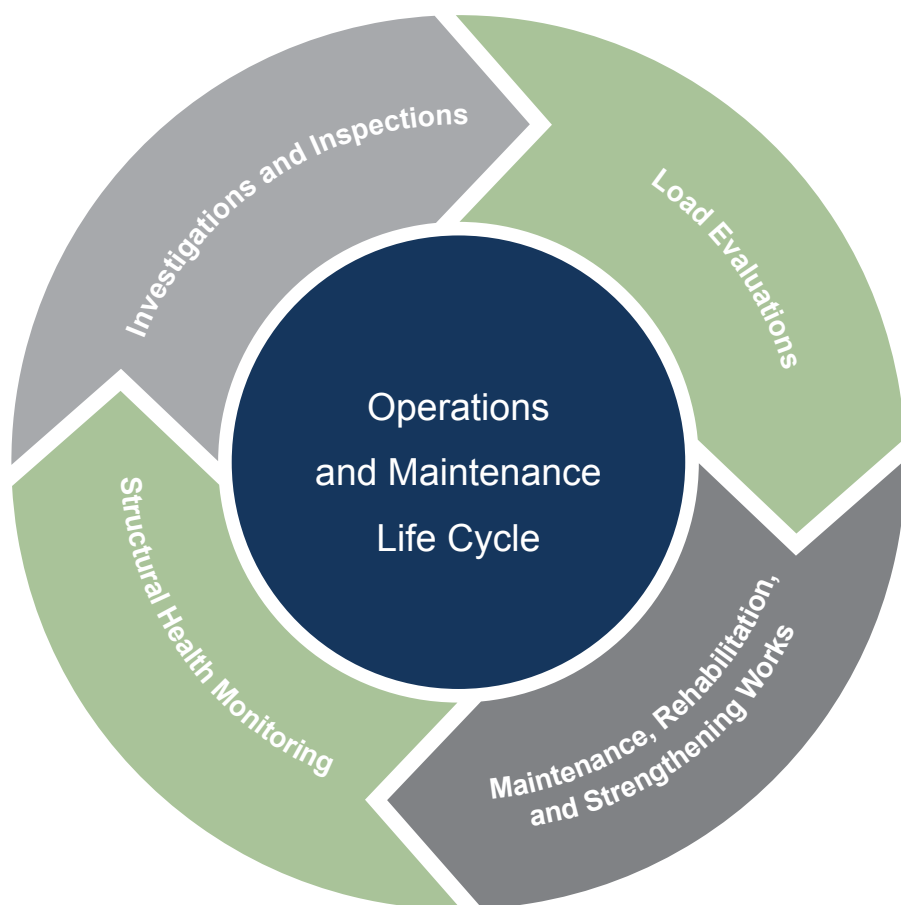 Investigations and Inspections
Load Evaluations
Operations
and Maintenance
Life Cycle
Structural Health Monitoring
Maintenance, Rehabilitation,
and Strengthening Works